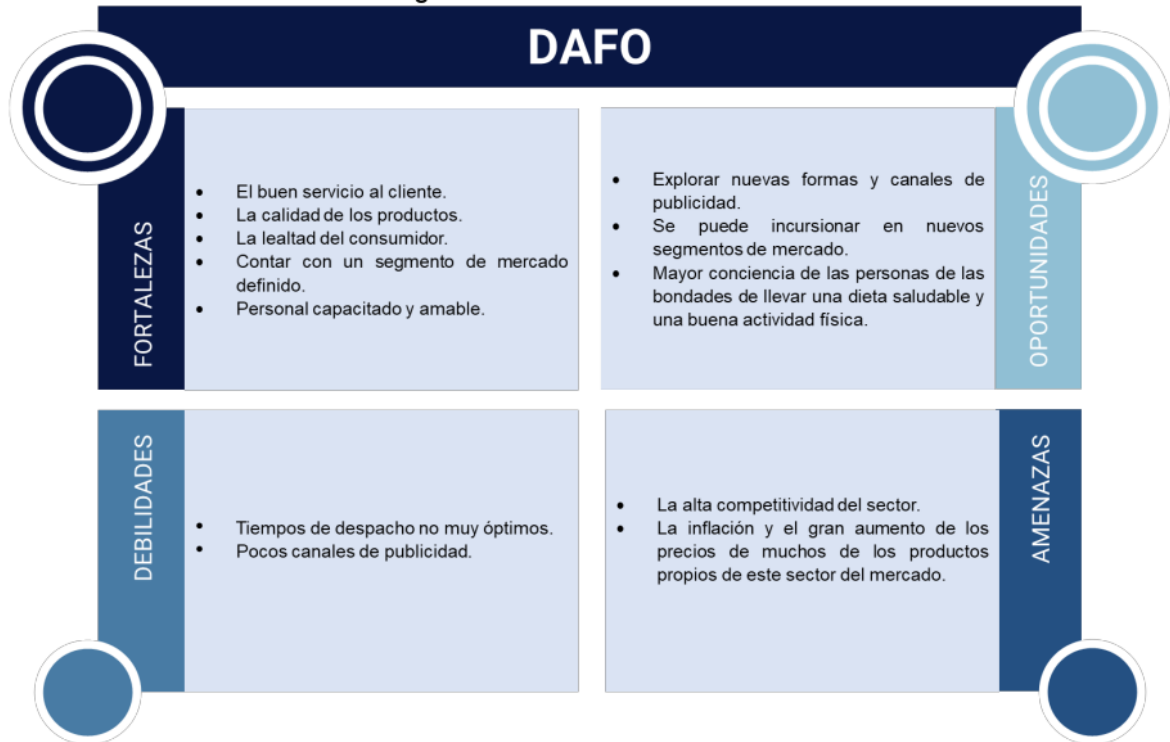 DAFO
FORTALEZAS
El buen servicio al cliente.
La calidad de los productos.
La lealtad del consumidor.
Contar con un segmento de mercado
definido.
Personal capacitado y amable.
Explorar nuevas formas y canales de
publicidad.
Se puede incursionar en nuevos
segmentos de mercado.
Mayor conciencia de las personas de las
bondades de llevar una dieta saludable y
una buena actividad física.
OPORTUNIDADES
DEBILIDADES
Tiempos de despacho no muy óptimos.
Pocos canales de publicidad.
La alta competitividad del sector.
La inflación y el gran aumento de los
precios de muchos de los productos
propios de este sector del mercado.
AMENAZAS